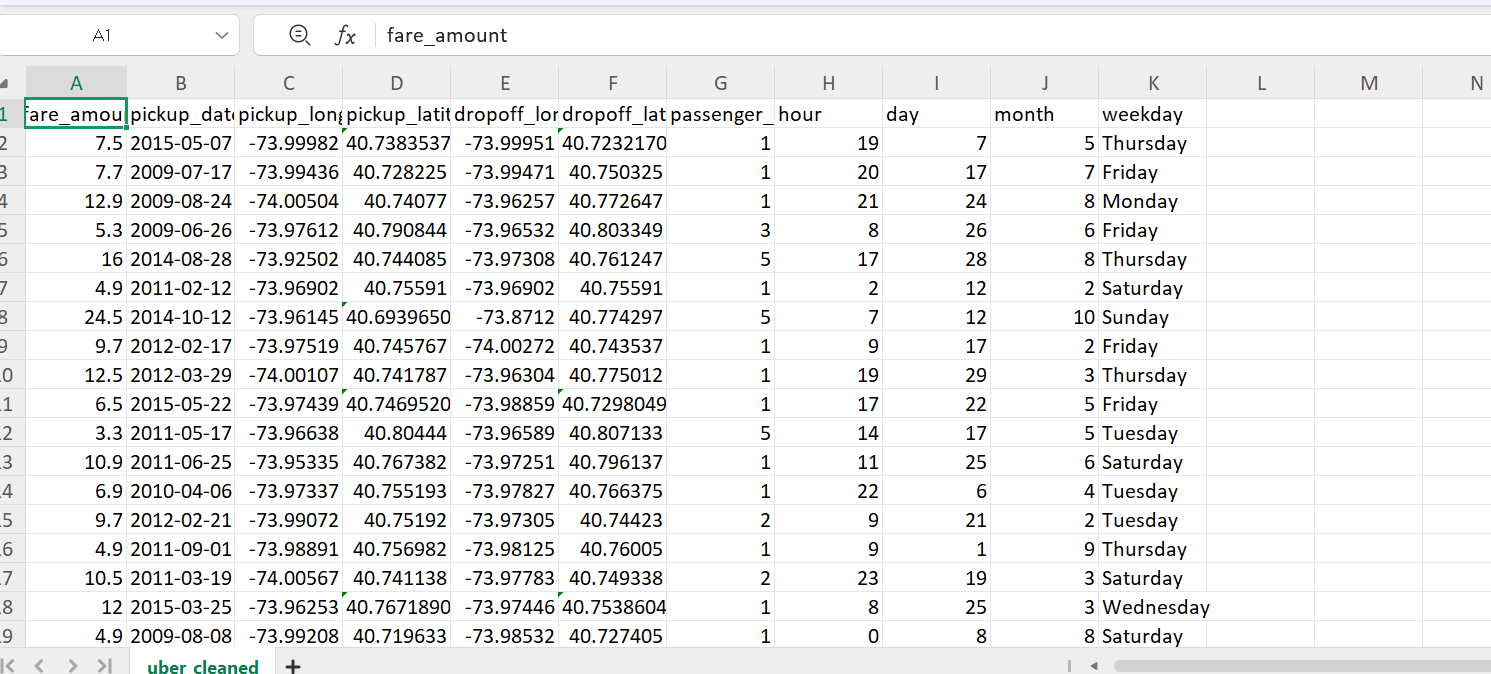 A1 fx fare_amount
A B C D E F G H I J K L M N
1 fare_amou pickup_date pickup_long pickup_latit dropoff_lon dropoff_lat passenger_ hour day month weekday
2 7.5 2015-05-07 -73.99982 40.7383537 -73.99951 40.7232170 1 19 7 5 Thursday
3 7.7 2009-07-17 -73.99436 40.728225 -73.99471 40.750325 1 20 17 7 Friday
4 12.9 2009-08-24 -74.00504 40.74077 -73.96257 40.772647 1 21 24 8 Monday
5 5.3 2009-06-26 -73.97612 40.790844 -73.96532 40.803349 3 8 26 6 Friday
6 16 2014-08-28 -73.92502 40.744085 -73.97308 40.761247 5 17 28 8 Thursday
7 4.9 2011-02-12 -73.96902 40.75591 -73.96902 40.75591 1 2 12 2 Saturday
8 24.5 2014-10-12 -73.96145 40.6939650 -73.8712 40.774297 5 7 12 10 Sunday
9 9.7 2012-02-17 -73.97519 40.745767 -74.00272 40.743537 1 9 17 2 Friday
.0 12.5 2012-03-29 -74.00107 40.741787 -73.96304 40.775012 1 19 29 3 Thursday
.1 6.5 2015-05-22 -73.97439 40.7469520 -73.98859 40.7298049 1 17 22 5 Friday
.2 3.3 2011-05-17 -73.96638 40.80444 -73.96589 40.807133 5 14 17 5 Tuesday
.3 10.9 2011-06-25 -73.95335 40.767382 -73.97251 40.796137 1 11 25 6 Saturday
.4 6.9 2010-04-06 -73.97337 40.755193 -73.97827 40.766375 1 22 6 4 Tuesday
.5 9.7 2012-02-21 -73.99072 40.75192 -73.97305 40.74423 2 9 21 2 Tuesday
.6 4.9 2011-09-01 -73.98891 40.756982 -73.98125 40.76005 1 9 1 9 Thursday
.7 10.5 2011-03-19 -74.00567 40.741138 -73.97783 40.749338 2 23 19 3 Saturday
.8 12 2015-03-25 -73.96253 40.7671890 -73.97446 40.7538604 1 8 25 3 Wednesday
.9 4.9 2009-08-08 -73.99208 40.719633 -73.98532 40.727405 1 0 8 8 Saturday
uber_cleaned +